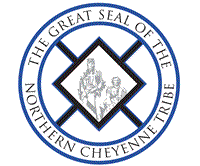 THE GREAT SEAL OF THE
NORTHERN CHEYENNE TRIBE